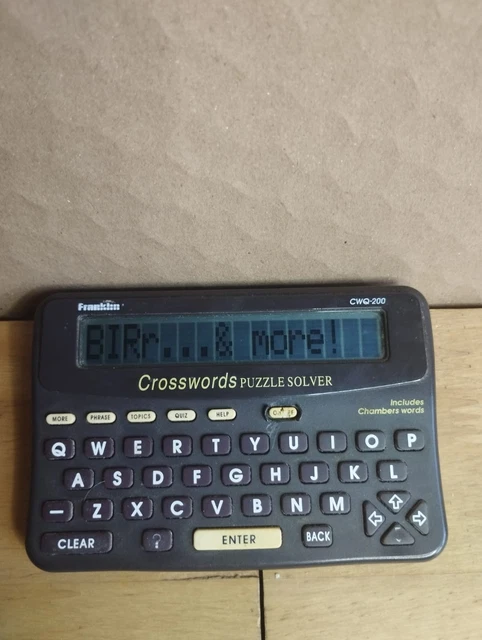 Franklin
CWQ-200
BIRr...& more!
Crosswords PUZZLE SOLVER
Includes
Chambers words
MORE PHRASE TOPICS QUIZ HELP
Q W E R T Y U I O P
A S D F G H J K L
— Z X C V B N M
CLEAR ? ENTER BACK